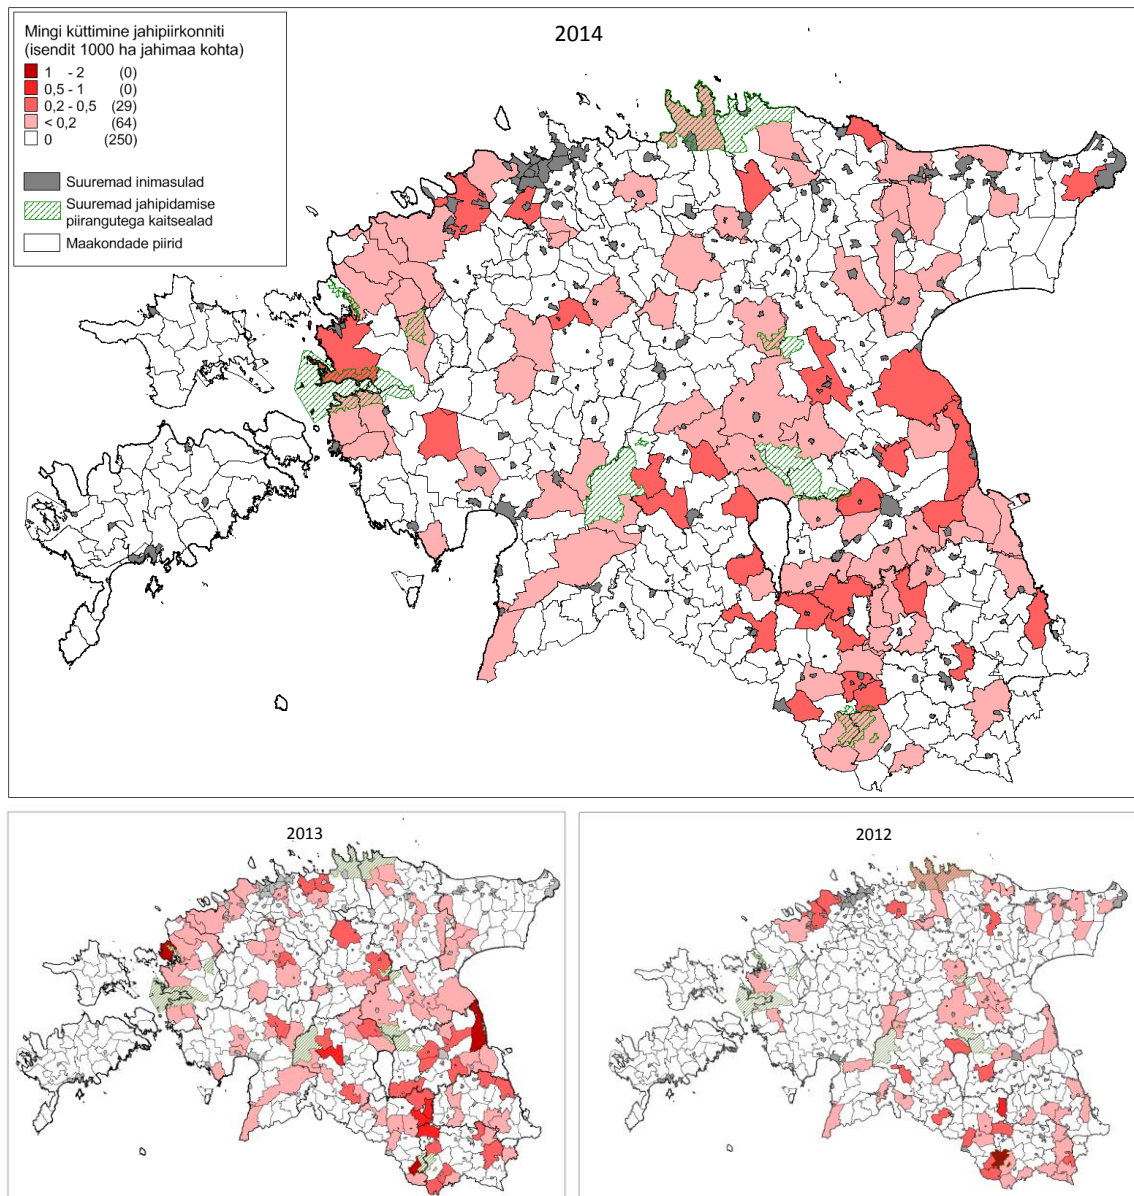 Mingi küttimine jahipiirkonniti
(isendit 1000 ha jahimaa kohta)
1 - 2 (0)
0,5 - 1 (0)
0,2 - 0,5 (29)
< 0,2 (64)
0 (250)
Suuremad inimasulad
Suuremad jahipidamise
piirangutega kaitsealad
Maakondade piirid
2014
2013
2012